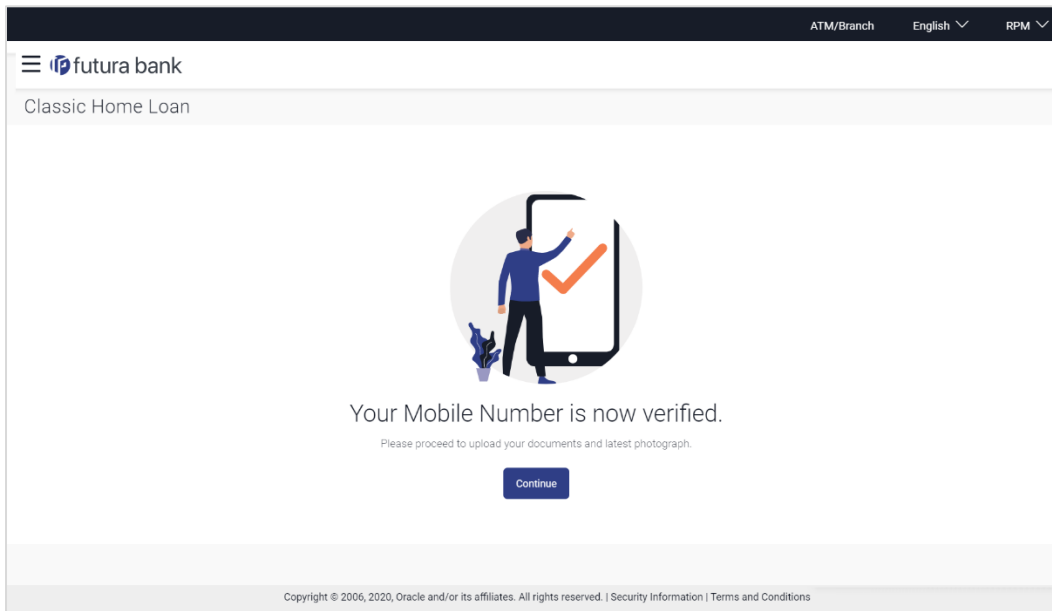 ATM/Branch English RPM
futura bank
Classic Home Loan
Your Mobile Number is now verified.
Please proceed to upload your documents and latest photograph.
Continue
Copyright © 2006, 2020, Oracle and/or its affiliates. All rights reserved. | Security Information | Terms and Conditions